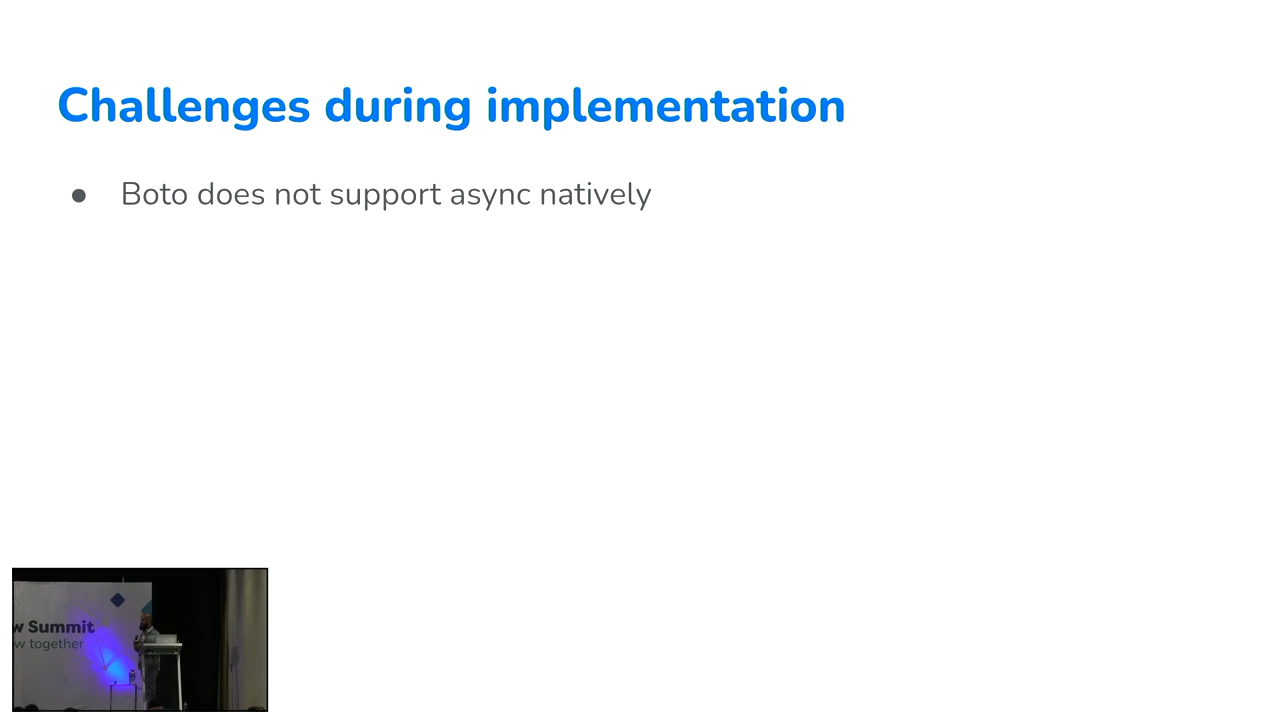 Challenges during implementation
● Boto does not support async natively
w Summit
w together